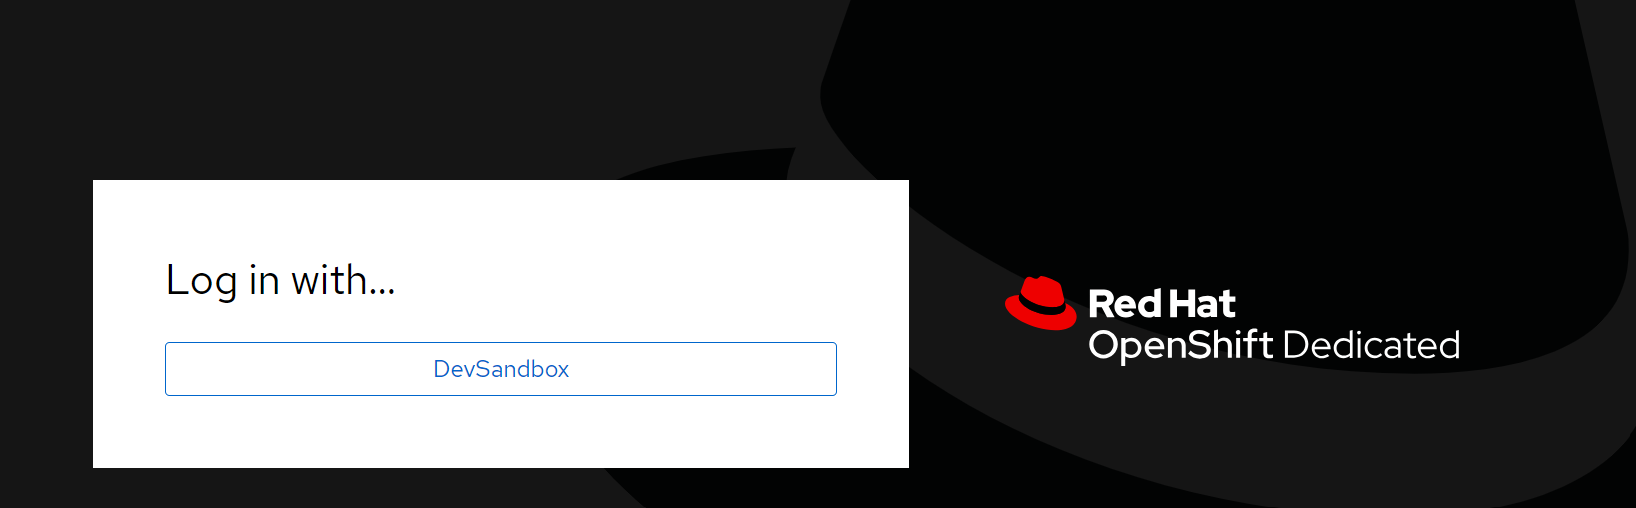 Log in with...
DevSandbox
Red Hat
OpenShift Dedicated